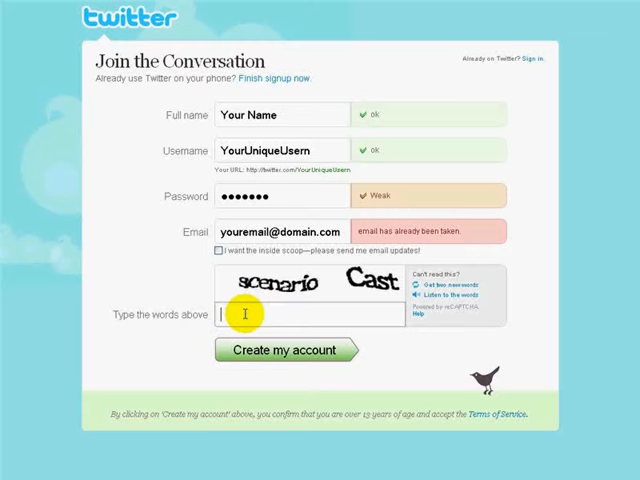 twitter
Join the Conversation
Already on Twitter? Sign in.
Already use Twitter on your phone? Finish signup now.
Full name Your Name ok
Username YourUniqueUsern ok
Your URL: http://twitter.com/YourUniqueUsern
Password ●●●●●●● Weak
Email youremail@domain.com email has already been taken.
I want the inside scoop—please send me email updates!
scenario Cast
Can't read this?
Get two new words
Listen to the words
Powered by reCAPTCHA.
Help
Type the words above
Create my account
By clicking on 'Create my account' above, you confirm that you are over 13 years of age and accept the Terms of Service.